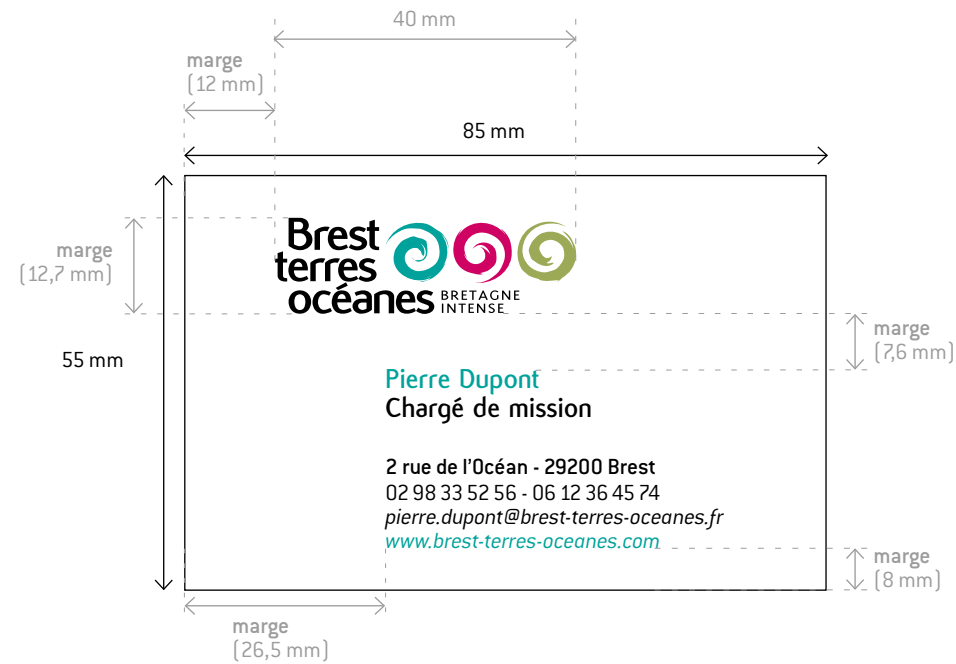 40 mm
marge
(12 mm)
85 mm
Brest
terres
océanes BRETAGNE
INTENSE
marge
(12,7 mm)
marge
(7,6 mm)
55 mm
Pierre Dupont
Chargé de mission
2 rue de l'Océan - 29200 Brest
02 98 33 52 56 - 06 12 36 45 74
pierre.dupont@brest-terres-oceanes.fr
www.brest-terres-oceanes.com
marge
(8 mm)
marge
(26,5 mm)